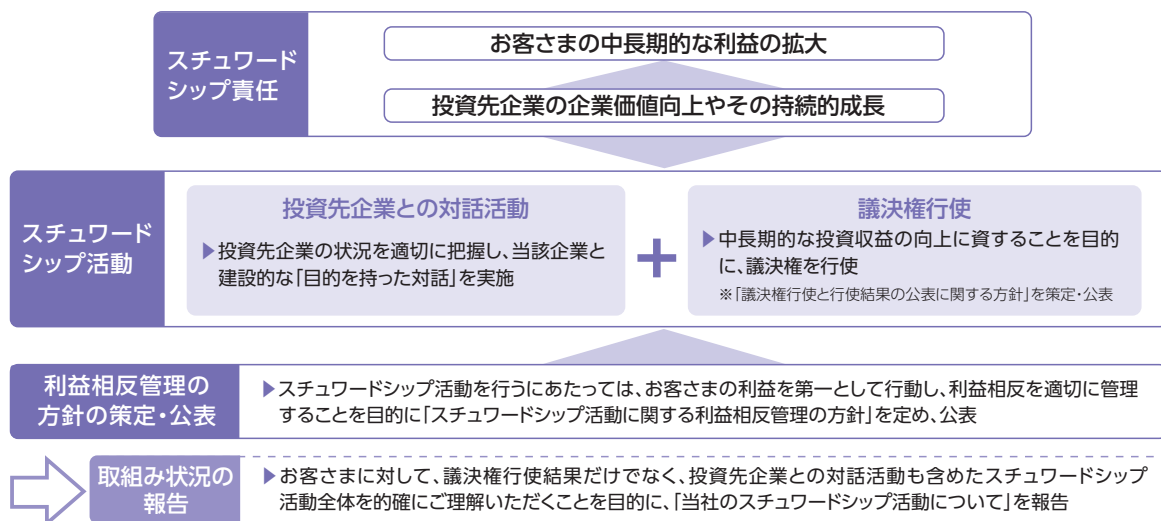 スチュワード
シップ責任
お客さまの中長期的な利益の拡大
投資先企業の企業価値向上やその持続的成長
スチュワード
シップ活動
投資先企業との対話活動
▶投資先企業の状況を適切に把握し、当該企業と
建設的な「目的を持った対話」を実施
+
議決権行使
▶中長期的な投資収益の向上に資することを目的
に、議決権を行使
※「議決権行使と行使結果の公表に関する方針」を策定・公表
利益相反管理の
方針の策定・公表
▶スチュワードシップ活動を行うにあたっては、お客さまの利益を第一として行動し、利益相反を適切に管理
することを目的に「スチュワードシップ活動に関する利益相反管理の方針」を定め、公表
取組み状況の
報告
▶お客さまに対して、議決権行使結果だけでなく、投資先企業との対話活動も含めたスチュワードシップ
活動全体を的確にご理解いただくことを目的に、「当社のスチュワードシップ活動について」を報告